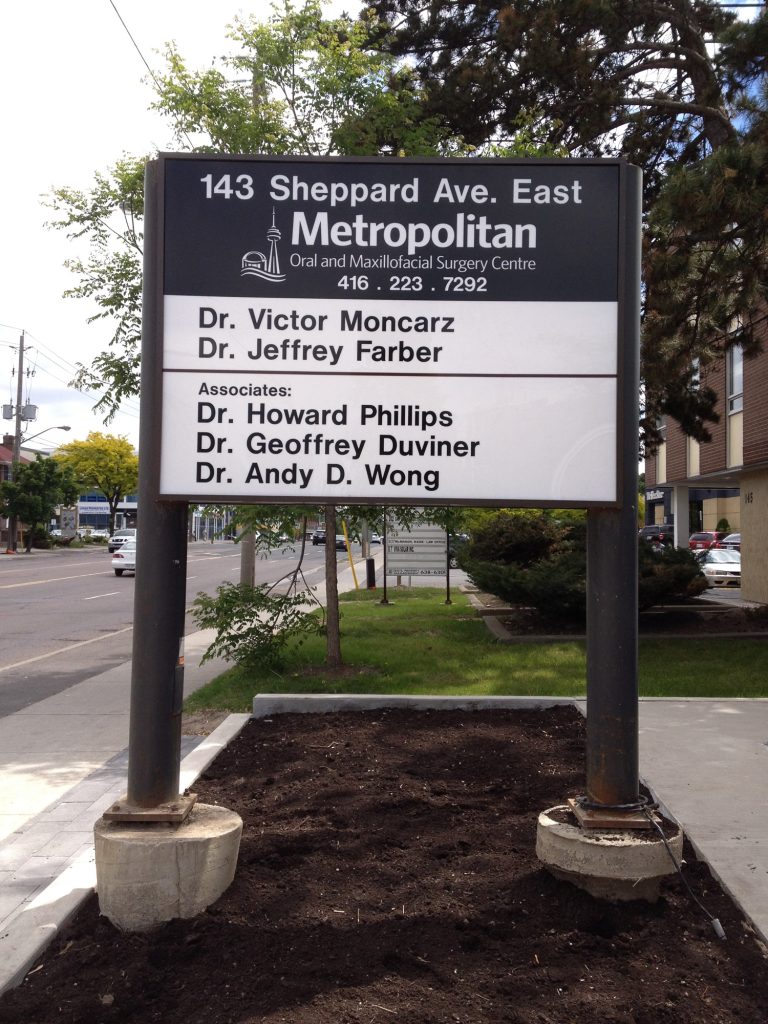 143 Sheppard Ave. East
Metropolitan
Oral and Maxillofacial Surgery Centre
416 . 223 . 7292
Dr. Victor Moncarz
Dr. Jeffrey Farber
Associates:
Dr. Howard Phillips
Dr. Geoffrey Duviner
Dr. Andy D. Wong
145